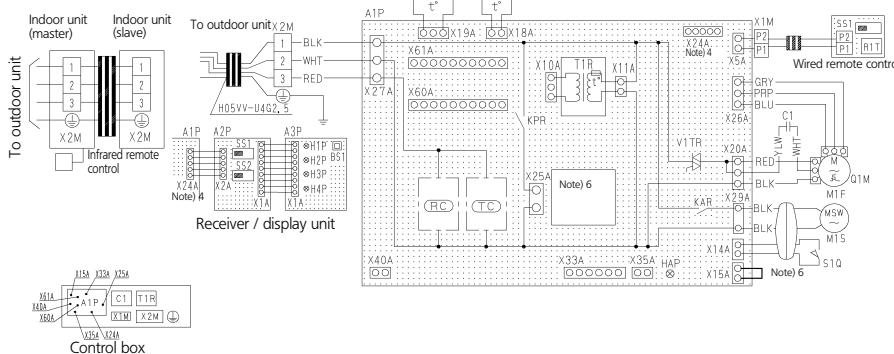 Indoor unit (master)
Indoor unit (slave)
To outdoor unit
1
2
3
X2M
1
2
3
X2M
Infrared remote control
To outdoor unit
X2M
1
2
3
BLK
WHT
RED
H05VV-U4G2.5
A1P
X24A
Note) 4
A2P
SS1
SS2
X2A
X1A
A3P
H1P
H2P
H3P
H4P
BS1
X1A
Receiver / display unit
A1P
t°
t°
X19A
X18A
X27A
X61A
X60A
X10A
T1R
X11A
KPR
X25A
Note) 6
RC
TC
X40A
X33A
X35A
HAP
X24A
Note) 4
V1TR
KAR
X1M
P2
P1
X5A
SS1
P2
P1
R1T
Wired remote contr
GRY
PRP
BLU
X26A
C1
YLW
WHT
X20A
RED
BLK
M
Q1M
M1F
X29A
BLK
BLK
MSW
M1S
X14A
X15A
Note) 6
S1Q
X15A
X33A
X25A
X61A
X40A
X60A
A1P
C1
T1R
X1M
X2M
X35A
X24A
Control box